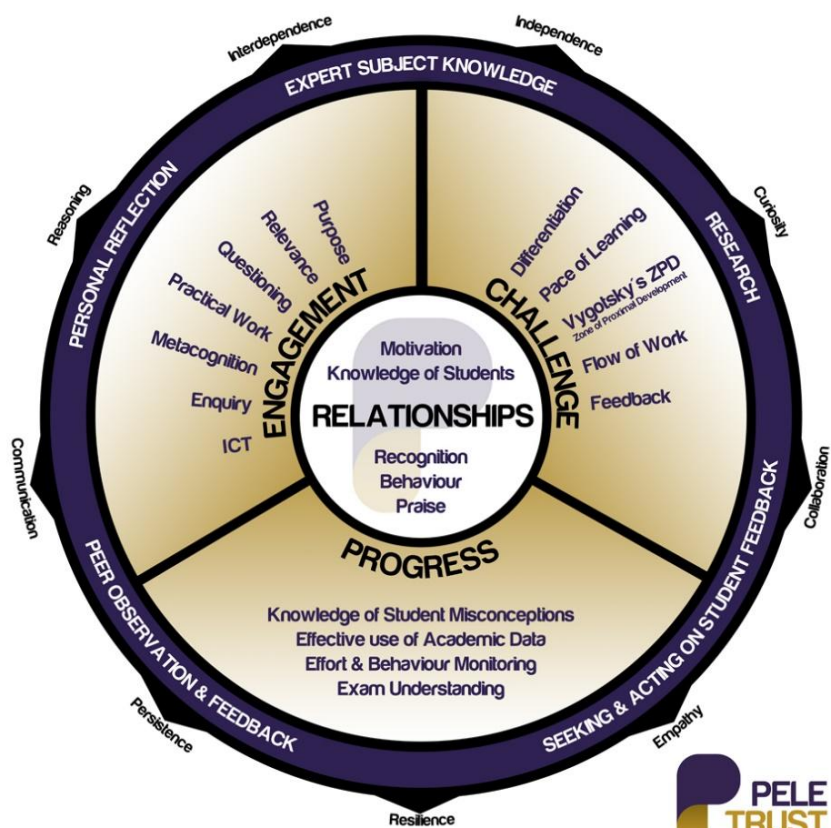 Interdependence
Independence
Curiosity
Collaboration
Empathy
Resilience
Persistence
Communication
Reasoning
EXPERT SUBJECT KNOWLEDGE
RESEARCH
SEEKING & ACTING ON STUDENT FEEDBACK
PEER OBSERVATION & FEEDBACK
PERSONAL REFLECTION
ENGAGEMENT
Purpose
Relevance
Questioning
Practical Work
Metacognition
Enquiry
ICT
CHALLENGE
Differentiation
Pace of Learning
Vygotsky's ZPD
Zone of Proximal Development
Flow of Work
Feedback
Motivation
Knowledge of Students
RELATIONSHIPS
Recognition
Behaviour
Praise
PROGRESS
Knowledge of Student Misconceptions
Effective use of Academic Data
Effort & Behaviour Monitoring
Exam Understanding
PELE
TRUST